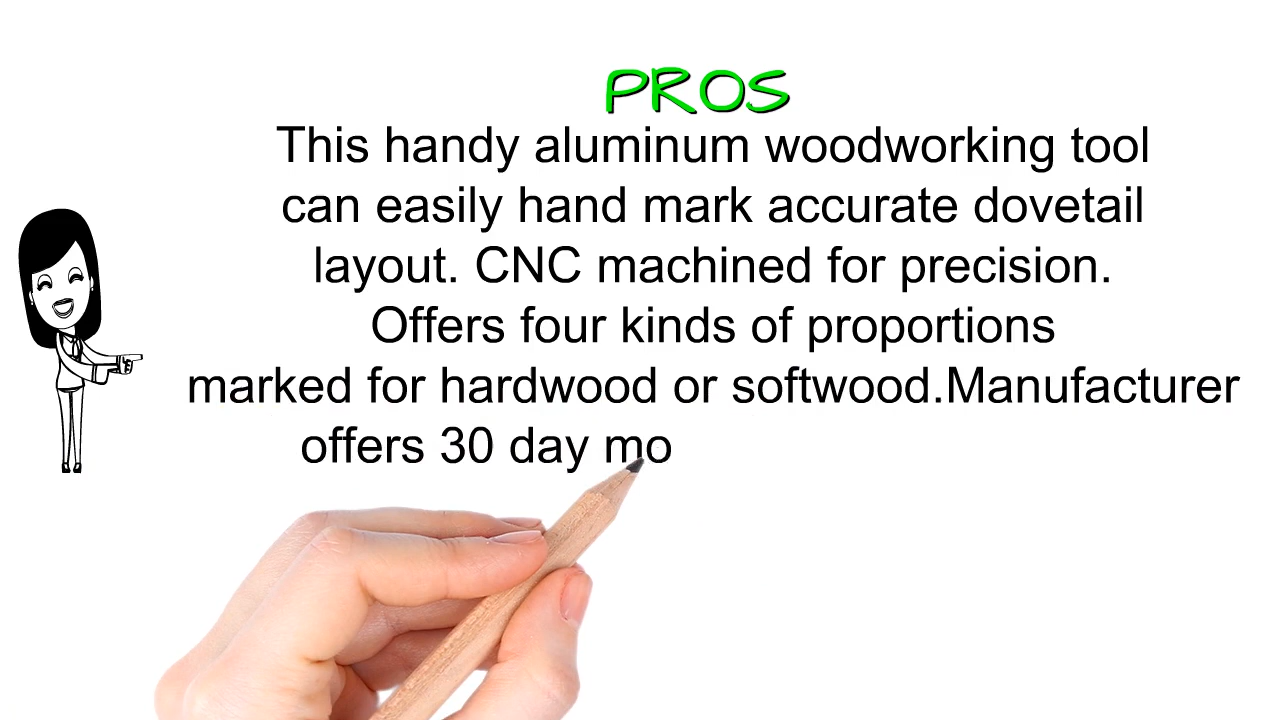 PROS
This handy aluminum woodworking tool
can easily hand mark accurate dovetail
layout. CNC machined for precision.
Offers four kinds of proportions
marked for hardwood or softwood.Manufacturer
offers 30 day mo